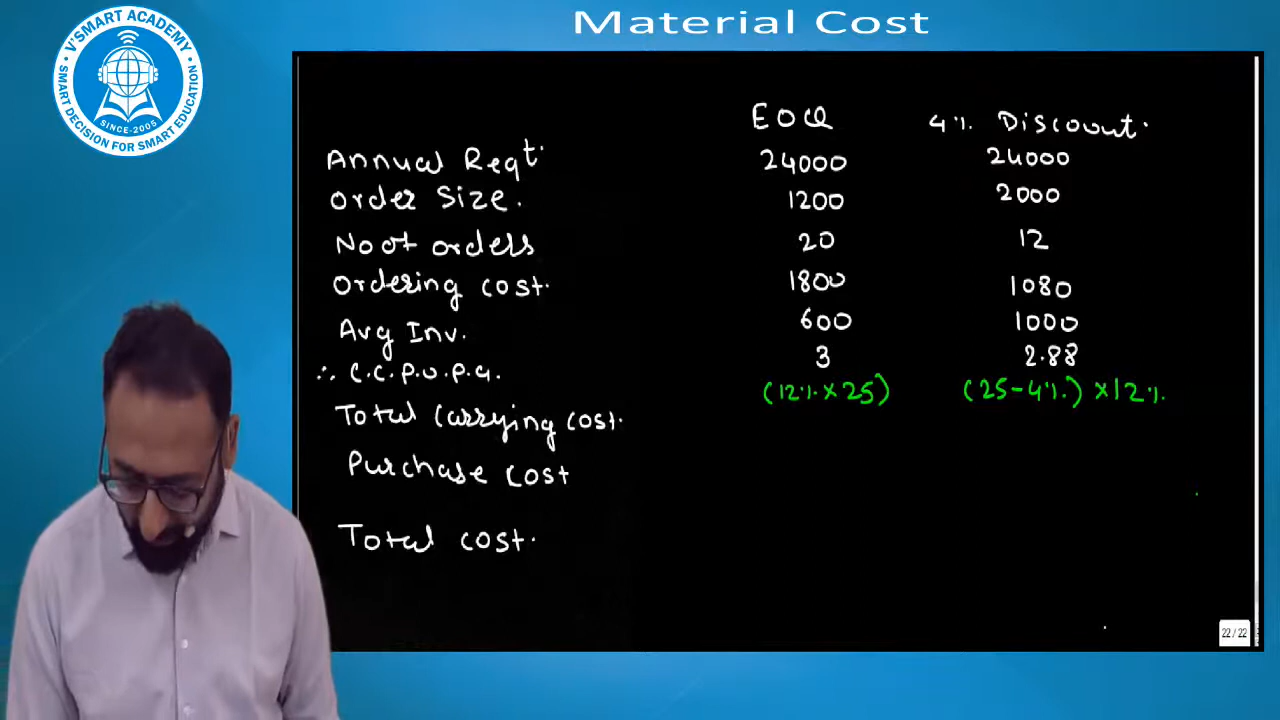 Material Cost
V'SMART ACADEMY
SINCE-2005
SMART DECISION FOR SMART EDUCATION
EOQ 4% Discount.
Annual Reqt. 24000 24000
Order Size. 1200 2000
No of orders 20 12
Ordering cost. 1800 1080
Avg Inv. 600 1000
∴ C.C.P.U.P.A. 3 2.88
(12% × 25) (25-4%) × 12%.
Total Carrying cost.
Purchase Cost
Total cost.
22 / 22